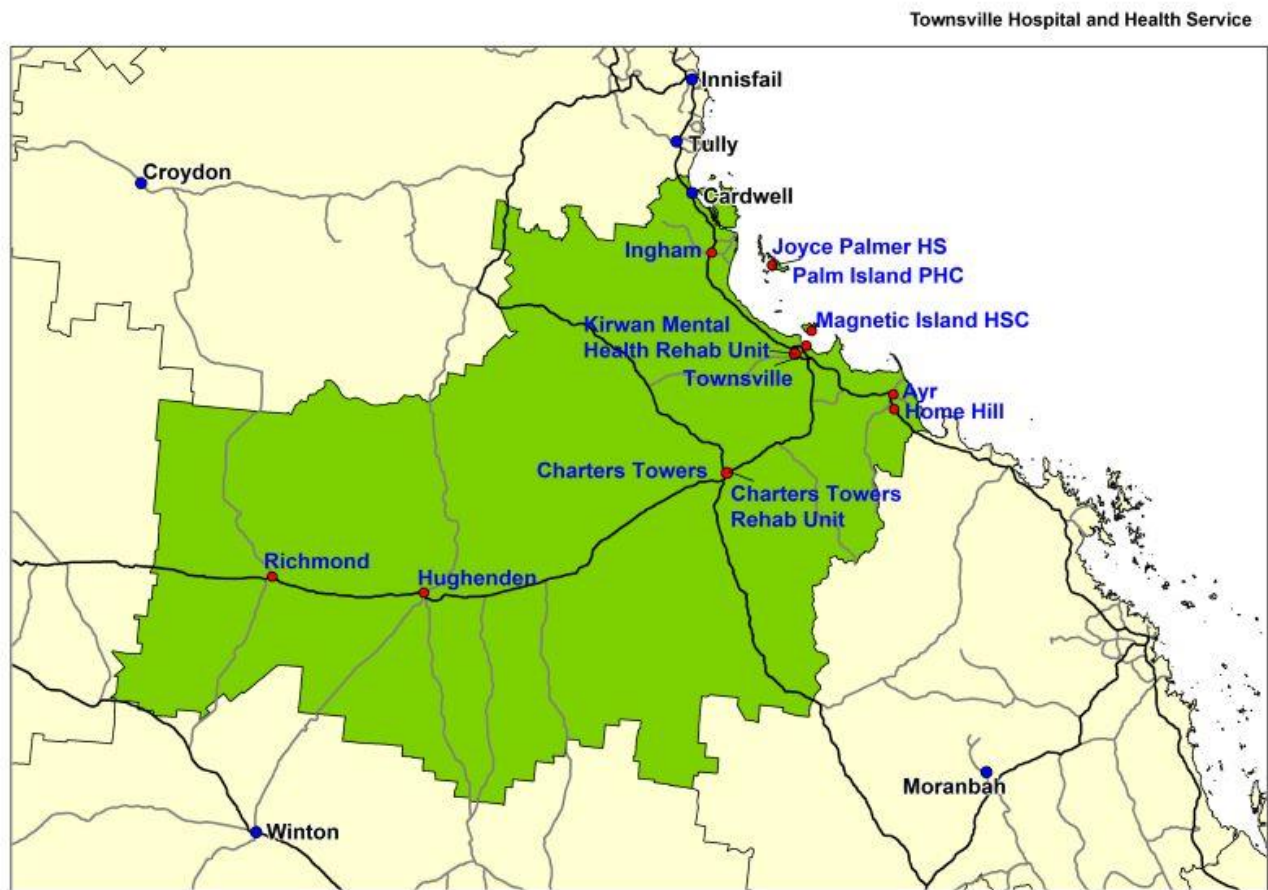 Townsville Hospital and Health Service
Innisfail
Tully
Croydon
Cardwell
Ingham
Joyce Palmer HS
Palm Island PHC
Magnetic Island HSC
Kirwan Mental
Health Rehab Unit
Townsville
Ayr
Home Hill
Charters Towers
Charters Towers
Rehab Unit
Richmond
Hughenden
Moranbah
Winton